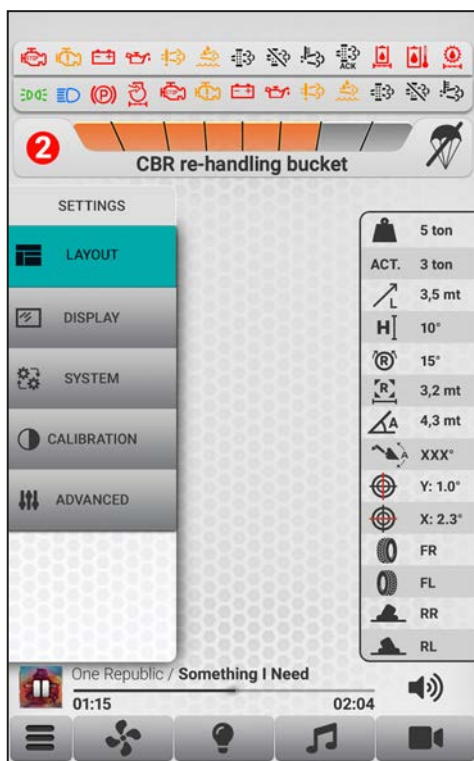 STOP
ACK
P
STOP
2
CBR re-handling bucket
SETTINGS
LAYOUT
DISPLAY
SYSTEM
CALIBRATION
ADVANCED
5 ton
ACT. 3 ton
L 3,5 mt
H 10°
R 15°
R 3,2 mt
A 4,3 mt
A XXX°
Y: 1.0°
X: 2.3°
FR
FL
RR
RL
One Republic / Something I Need
01:15 02:04